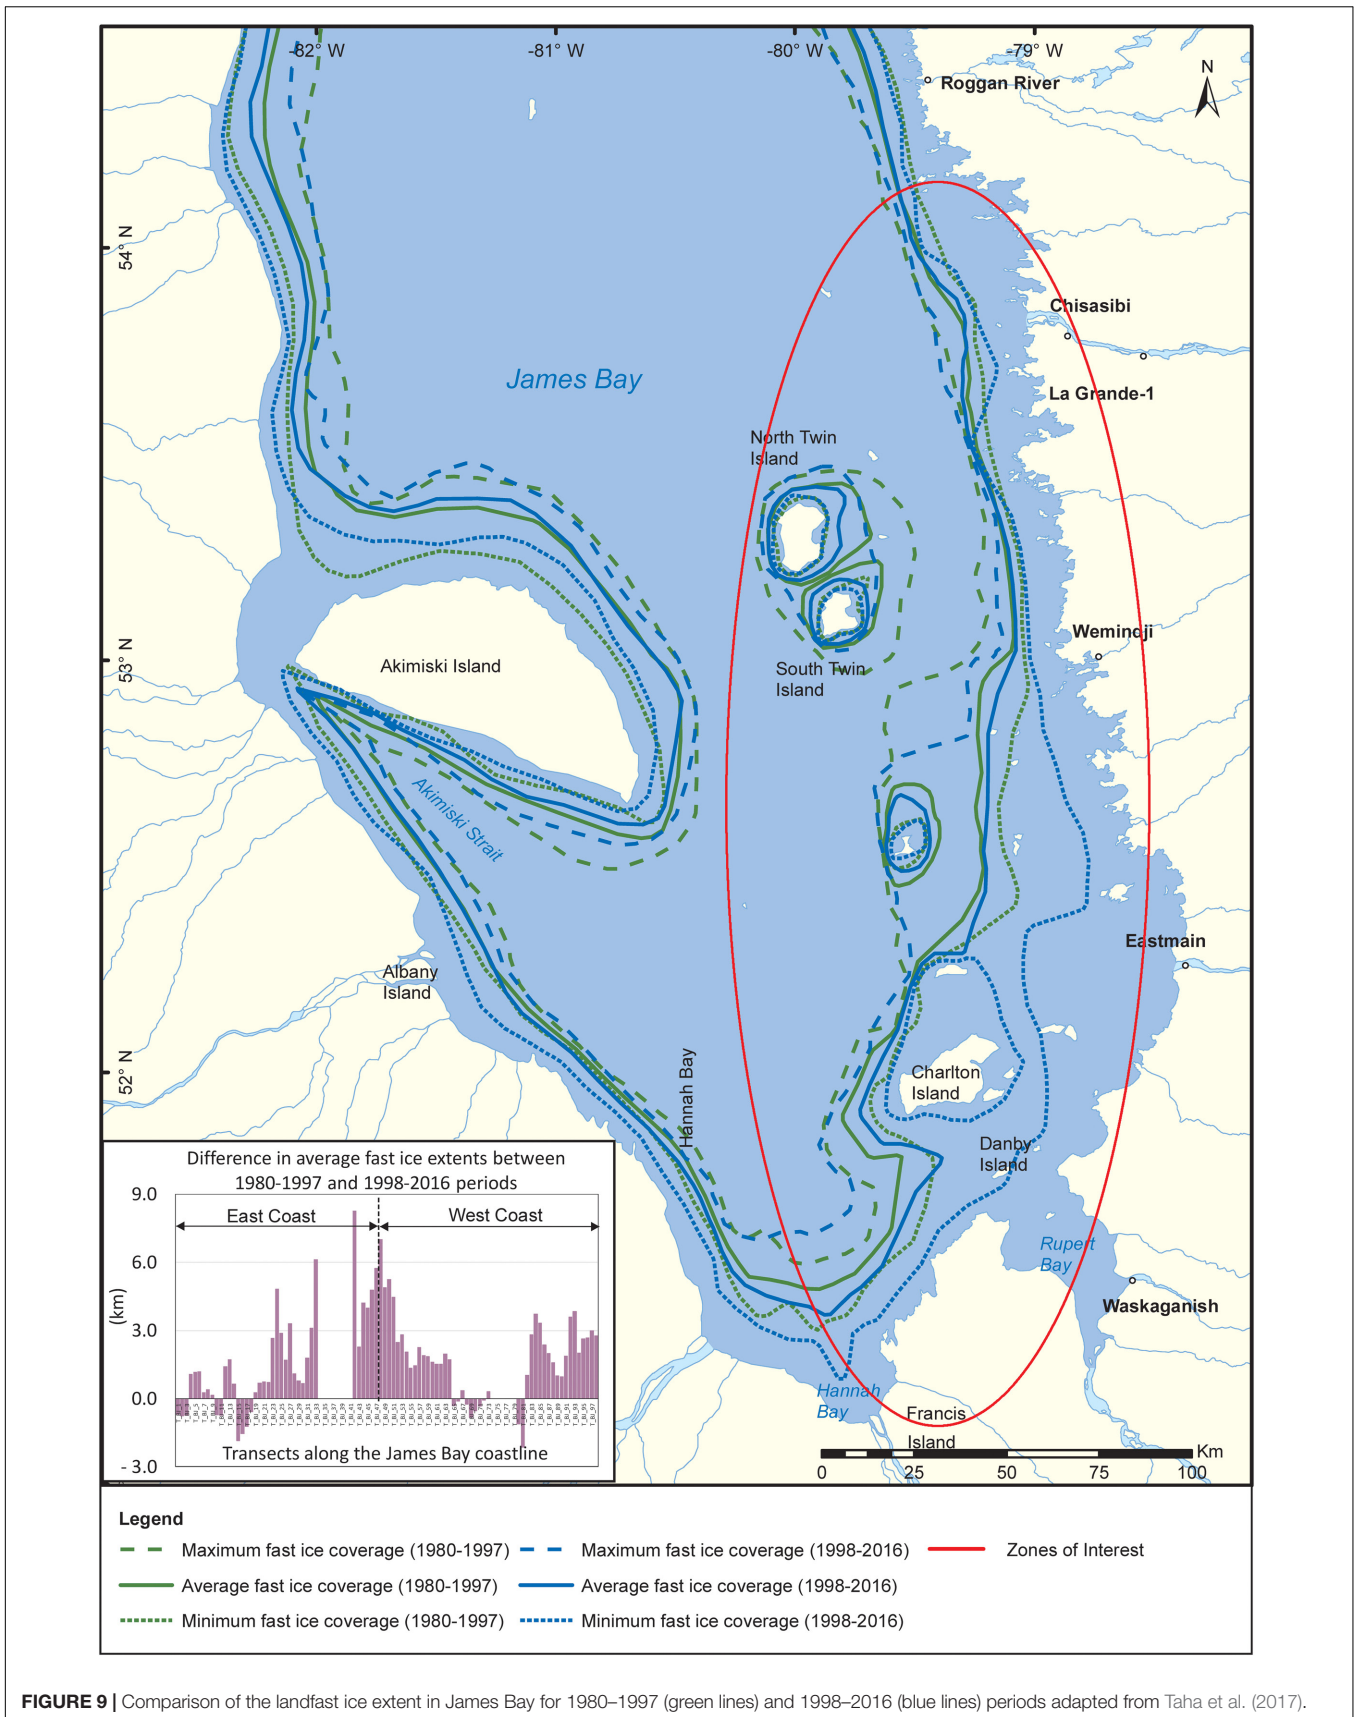 -82° W
-81° W
-80° W
-79° W
N
Roggan River
54° N
Chisasibi
James Bay
La Grande-1
North Twin
Island
Wemindji
53° N
Akimiski Island
South Twin
Island
Akimiski Strait
Eastmain
Albany
Island
Hannah Bay
52° N
Charlton
Island
Danby
Island
Rupert
Bay
Waskaganish
Hannah
Bay
Francis
Island
Km
0 25 50 75 100
Difference in average fast ice extents between
1980-1997 and 1998-2016 periods
9.0
East Coast
West Coast
6.0
(km)
3.0
0.0
Transects along the James Bay coastline
- 3.0
Legend
Maximum fast ice coverage (1980-1997)
Maximum fast ice coverage (1998-2016)
Zones of Interest
Average fast ice coverage (1980-1997)
Average fast ice coverage (1998-2016)
Minimum fast ice coverage (1980-1997)
Minimum fast ice coverage (1998-2016)
FIGURE 9 | Comparison of the landfast ice extent in James Bay for 1980–1997 (green lines) and 1998–2016 (blue lines) periods adapted from Taha et al. (2017).